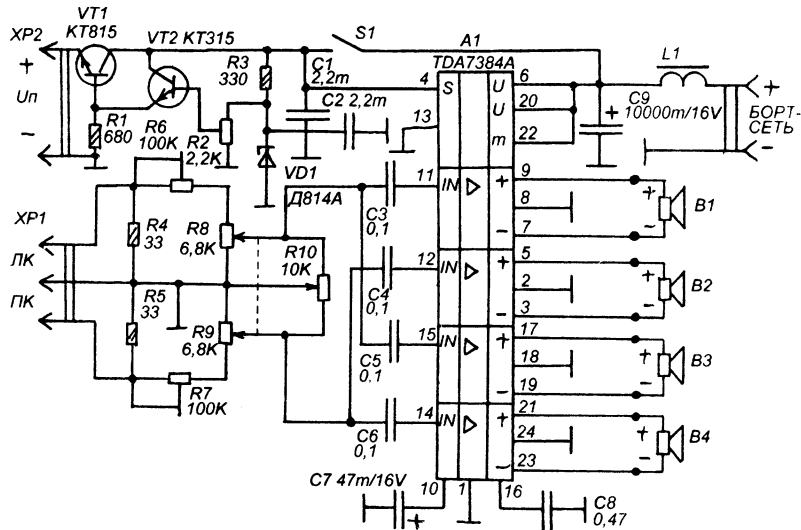 VT1
KT815
XP2
+
Uп
−
VT2 KT315
R3
330
C1
2,2m
S1
A1
TDA7384A
L1
+
БОРТ-
СЕТЬ
−
C2 2,2m
4
S
13
6
U
20
U
22
m
+
C9
10000m/16V
R1
680
R6
100K
R2
2,2K
VD1
Д814А
XP1
ЛК
ПК
R4
33
R5
33
R8
6,8K
R9
6,8K
R7
100K
R10
10K
C3
0,1
C4
0,1
C5
0,1
C6
0,1
11
IN
+
9
8
−
7
+
−
B1
12
IN
+
5
2
−
3
+
−
B2
15
IN
+
17
18
−
19
B3
14
IN
+
21
24
−
23
+
−
B4
C7 47m/16V
+
10
1
16
C8
0,47